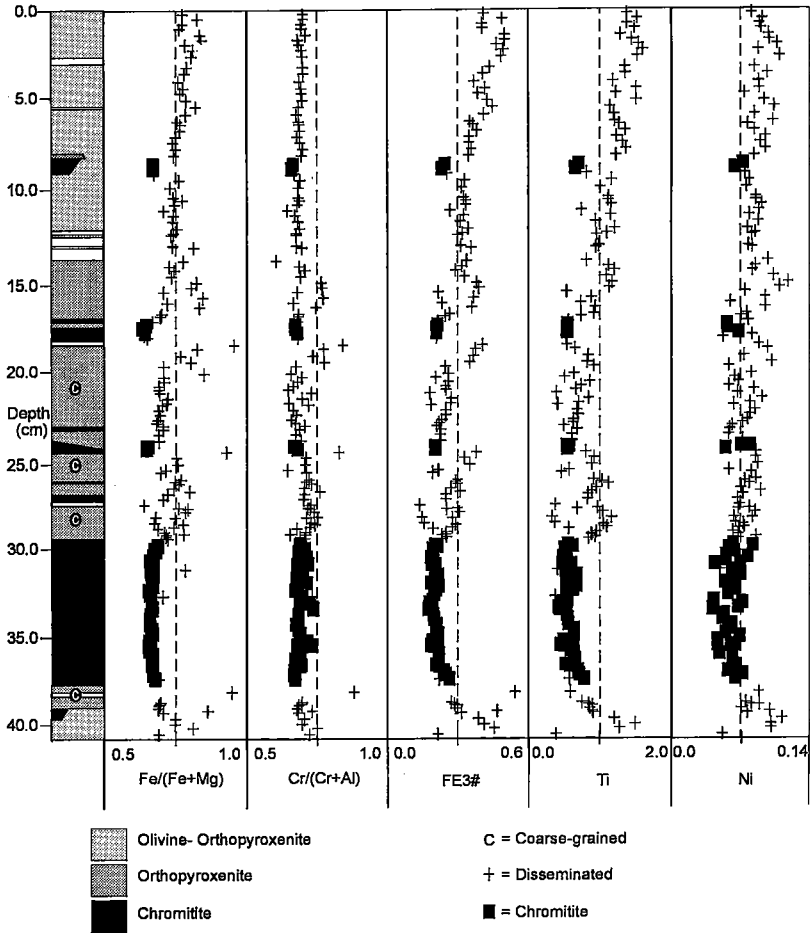 0.0
5.0
10.0
15.0
20.0
Depth
(cm)
25.0
30.0
35.0
40.0
C
C
C
C
0.5 1.0
Fe/(Fe+Mg)
0.5 1.0
Cr/(Cr+Al)
0.0 0.6
FE3#
0.0 2.0
Ti
0.0 0.14
Ni
Olivine- Orthopyroxenite
Orthopyroxenite
Chromitite
C = Coarse-grained
+ = Disseminated
■ = Chromitite